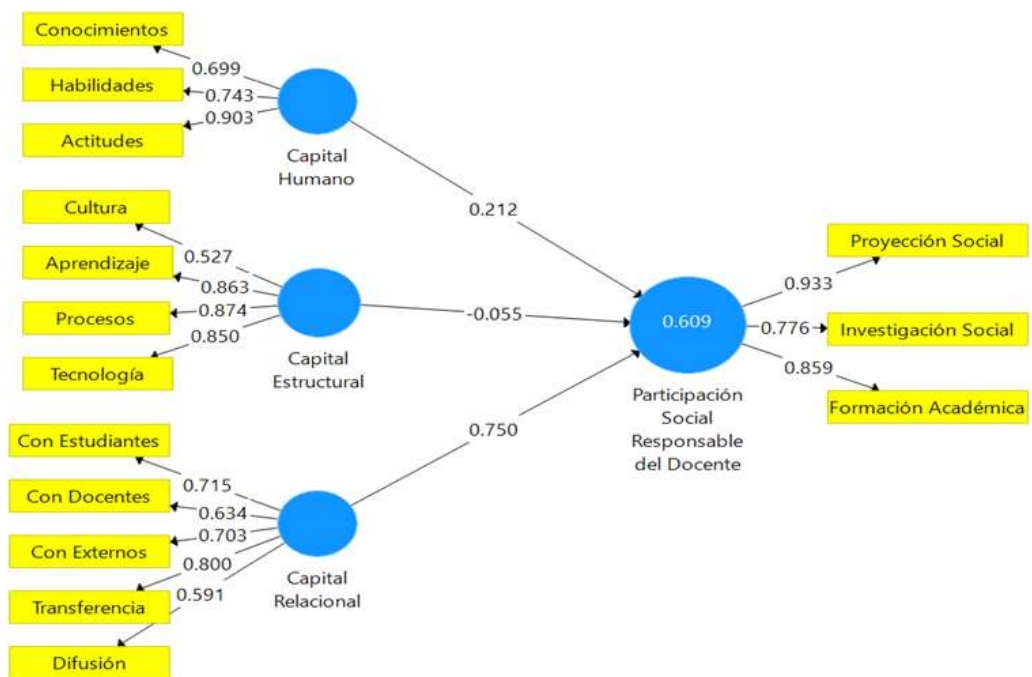 Conocimientos
0.699
Habilidades
0.743
0.903
Actitudes
Capital
Humano
0.212
Cultura
0.527
Aprendizaje
0.863
Procesos
0.874
0.850
Tecnología
Capital
Estructural
-0.055
Con Estudiantes
0.715
Con Docentes
0.634
0.703
Con Externos
0.800
Transferencia
0.591
Difusión
Capital
Relacional
0.750
0.609
Participación
Social
Responsable
del Docente
Proyección Social
0.933
0.776
Investigación Social
0.859
Formación Académica